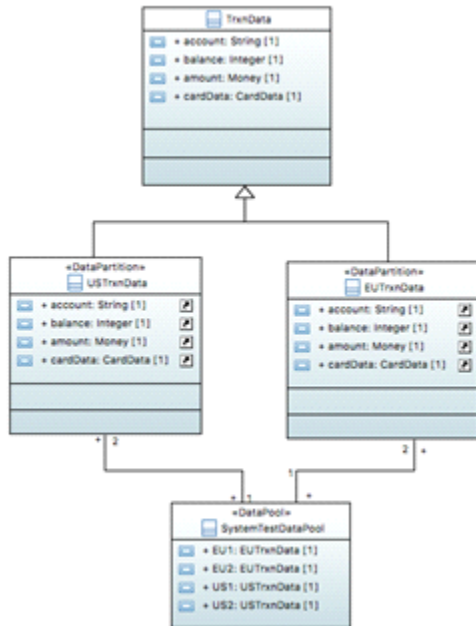 TrxnData
+ account: String [1]
+ balance: Integer [1]
+ amount: Money [1]
+ cardData: CardData [1]
«DataPartition»
USTrxnData
+ account: String [1]
+ balance: Integer [1]
+ amount: Money [1]
+ cardData: CardData [1]
«DataPartition»
EUTrxnData
+ account: String [1]
+ balance: Integer [1]
+ amount: Money [1]
+ cardData: CardData [1]
+ 2
2 +
+ 1
1 +
«DataPool»
SystemTestDataPool
+ EU1: EUTrxnData [1]
+ EU2: EUTrxnData [1]
+ US1: USTrxnData [1]
+ US2: USTrxnData [1]